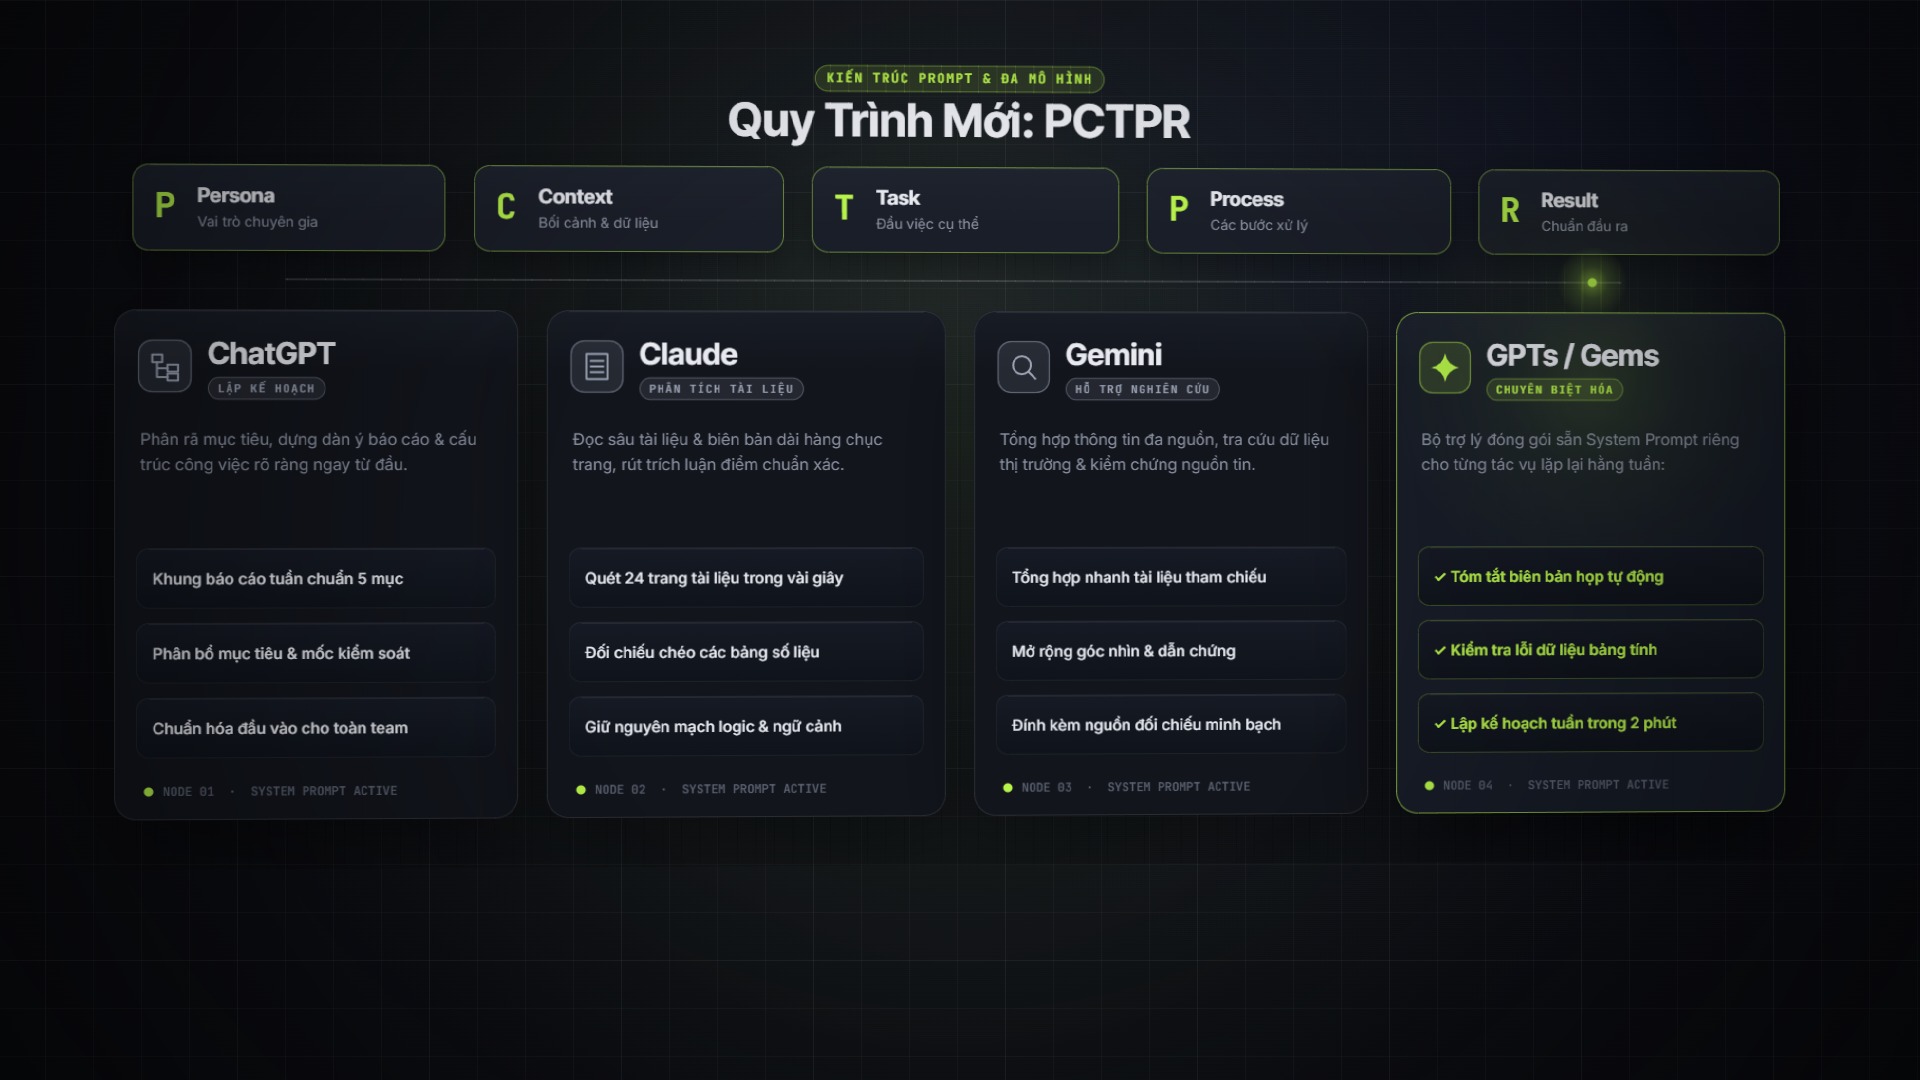 KIẾN TRÚC PROMPT & ĐA MÔ HÌNH
Quy Trình Mới: PCTPR
P
Persona
Vai trò chuyên gia
C
Context
Bối cảnh & dữ liệu
T
Task
Đầu việc cụ thể
P
Process
Các bước xử lý
R
Result
Chuẩn đầu ra
ChatGPT
LẬP KẾ HOẠCH
Phân rã mục tiêu, dựng dàn ý báo cáo & cấu
trúc công việc rõ ràng ngay từ đầu.
Khung báo cáo tuần chuẩn 5 mục
Phân bổ mục tiêu & mốc kiểm soát
Chuẩn hóa đầu vào cho toàn team
NODE 01 · SYSTEM PROMPT ACTIVE
Claude
PHÂN TÍCH TÀI LIỆU
Đọc sâu tài liệu & biên bản dài hàng chục
trang, rút trích luận điểm chuẩn xác.
Quét 24 trang tài liệu trong vài giây
Đối chiếu chéo các bảng số liệu
Giữ nguyên mạch logic & ngữ cảnh
NODE 02 · SYSTEM PROMPT ACTIVE
Gemini
HỖ TRỢ NGHIÊN CỨU
Tổng hợp thông tin đa nguồn, tra cứu dữ liệu
thị trường & kiểm chứng nguồn tin.
Tổng hợp nhanh tài liệu tham chiếu
Mở rộng góc nhìn & dẫn chứng
Đính kèm nguồn đối chiếu minh bạch
NODE 03 · SYSTEM PROMPT ACTIVE
GPTs / Gems
CHUYÊN BIỆT HÓA
Bộ trợ lý đóng gói sẵn System Prompt riêng
cho từng tác vụ lặp lại hằng tuần:
✓ Tóm tắt biên bản họp tự động
✓ Kiểm tra lỗi dữ liệu bảng tính
✓ Lập kế hoạch tuần trong 2 phút
NODE 04 · SYSTEM PROMPT ACTIVE